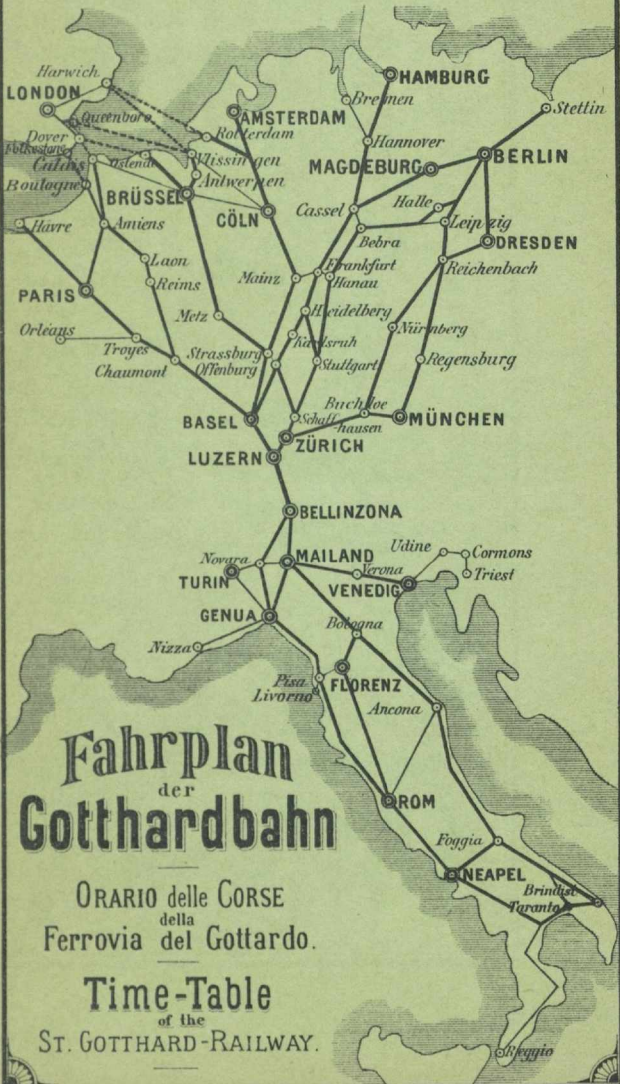 HAMBURG
Harwich
LONDON
Bremen
Stettin
Queenboro
AMSTERDAM
Rotterdam
Dover
Folkestone
Hannover
Calais
Ostende
Vlissingen
MAGDEBURG
BERLIN
Boulogne
Antwerpen
BRÜSSEL
Halle
Cassel
CÖLN
Leipzig
Havre
Amiens
Bebra
DRESDEN
Laon
Frankfurt
Reichenbach
Mainz
Hanau
Reims
PARIS
Metz
Heidelberg
Nürnberg
Orléans
Karlsruh
Troyes
Strassburg
Chaumont
Offenburg
Stuttgart
Regensburg
Buchloe
BASEL
Schaffhausen
MÜNCHEN
ZÜRICH
LUZERN
BELLINZONA
Udine
Cormons
Novara
MAILAND
Verona
Triest
TURIN
VENEDIG
GENUA
Bologna
Nizza
Pisa
FLORENZ
Livorno
Ancona
ROM
Foggia
NEAPEL
Brindisi
Taranto
Reggio
Fahrplan
der
Gotthardbahn
ORARIO delle CORSE
della
Ferrovia del Gottardo.
Time-Table
of the
ST. GOTTHARD-RAILWAY.